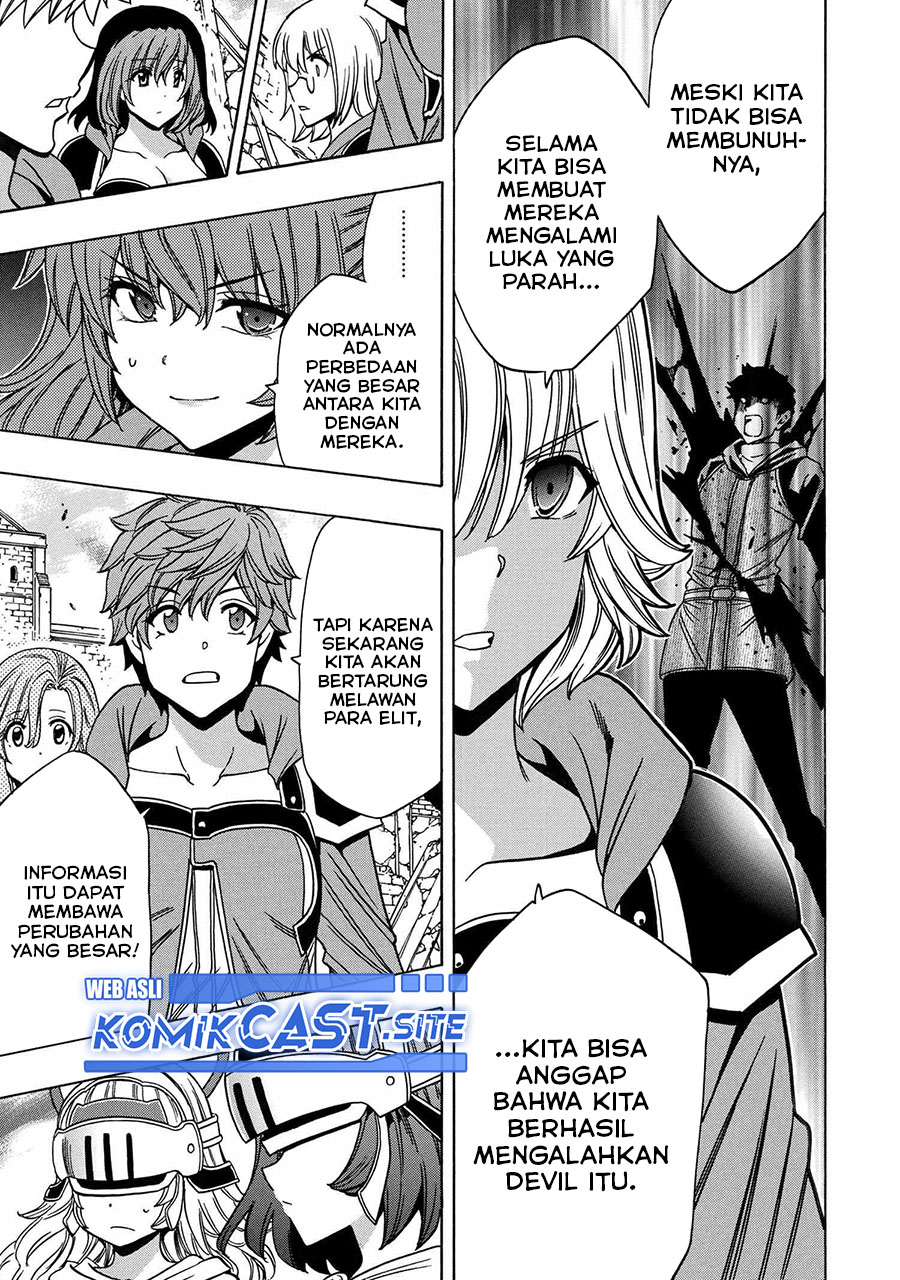 MESKI KITA
TIDAK BISA
MEMBUNUH-
NYA,
SELAMA
KITA BISA
MEMBUAT
MEREKA
MENGALAMI
LUKA YANG
PARAH...
...KITA BISA
ANGGAP
BAHWA KITA
BERHASIL
MENGALAHKAN
DEVIL ITU.
..........
NORMALNYA
ADA
PERBEDAAN
YANG BESAR
ANTARA KITA
DENGAN
MEREKA.
TAPI KARENA
SEKARANG
KITA AKAN
BERTARUNG
MELAWAN
PARA ELIT,
INFORMASI
ITU DAPAT
MEMBAWA
PERUBAHAN
YANG BESAR!
WEB ASLI
KOMIKCAST.SITE